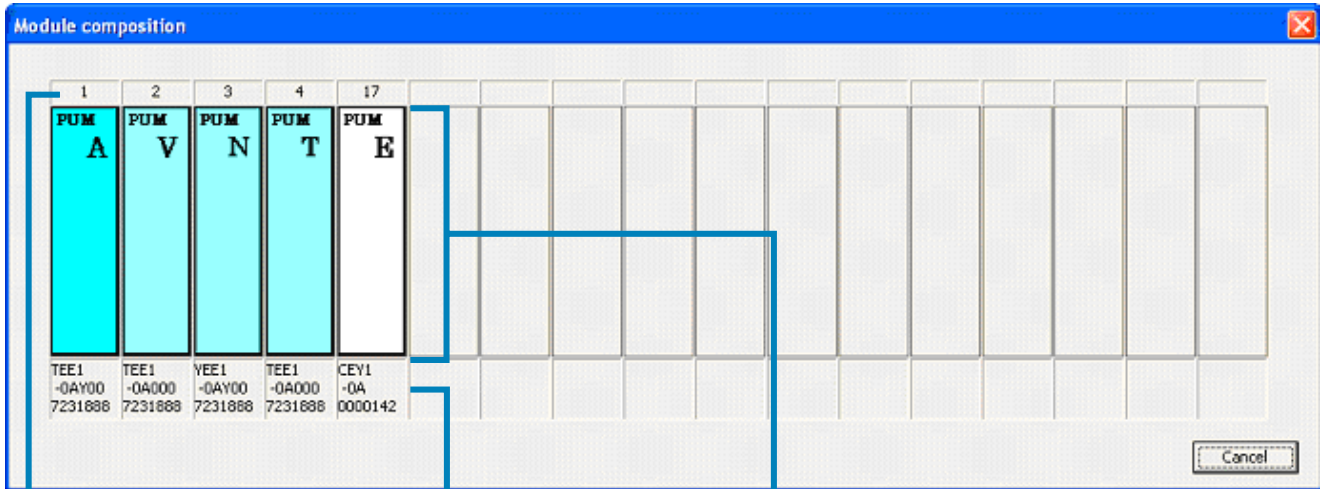 Module composition
1 2 3 4 17
PUM PUM PUM PUM PUM
A V N T E
TEE1 TEE1 YEE1 TEE1 CEY1
-0AY00 -0A000 -0AY00 -0A000 -0A
7231888 7231888 7231888 7231888 0000142
Cancel